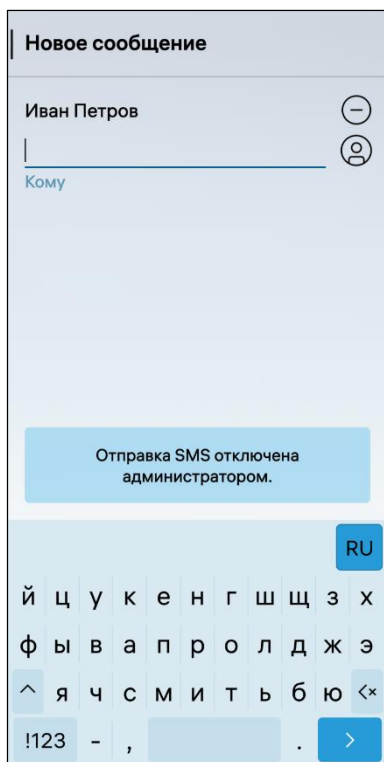 Новое сообщение
Иван Петров
Кому
Отправка SMS отключена
администратором.
RU
й ц у к е н г ш щ з х
ф ы в а п р о л д ж э
^ я ч с м и т ь б ю <×
!123 - , . >